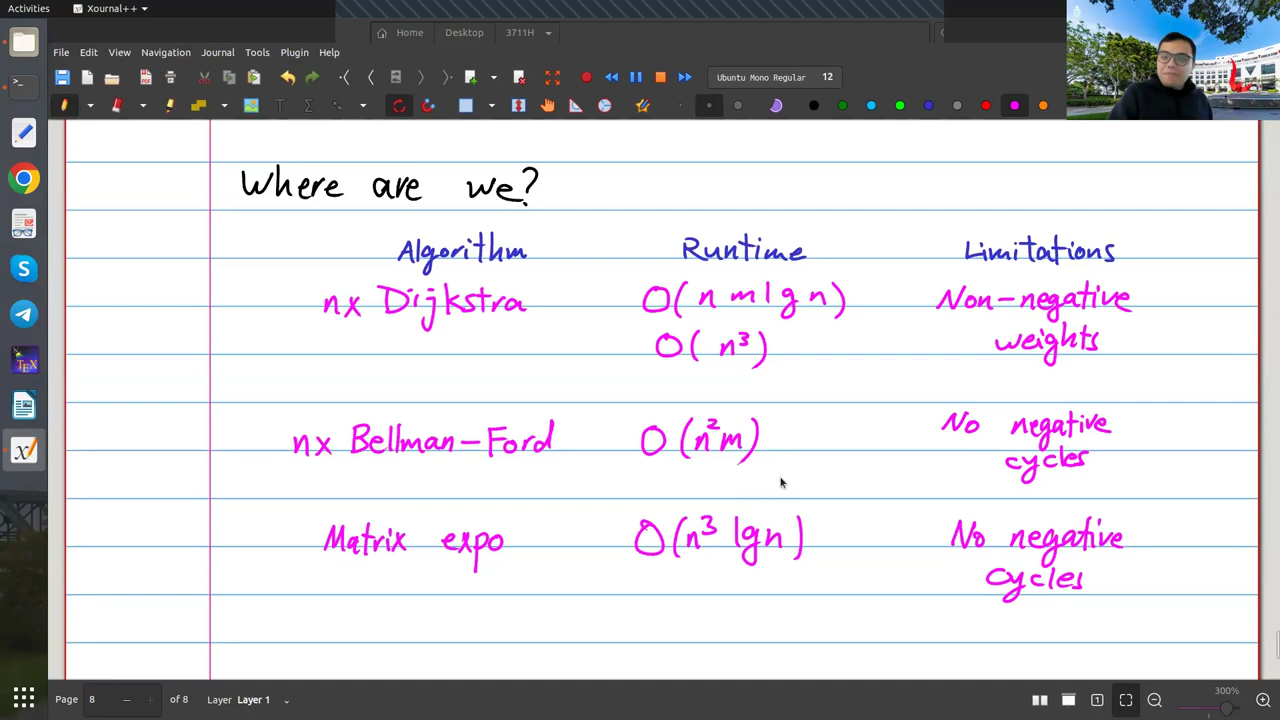 Activities
Xournal++
Home
Desktop
3711H
File Edit View Navigation Journal Tools Plugin Help
Ubuntu Mono Regular 12
Where are we?
Algorithm Runtime Limitations
nx Dijkstra O(n m lg n) Non-negative
O(n³) weights
nx Bellman-Ford O(n²m) No negative
cycles
Matrix expo O(n³ lg n) No negative
cycles
Page 8 of 8 Layer Layer 1
300%